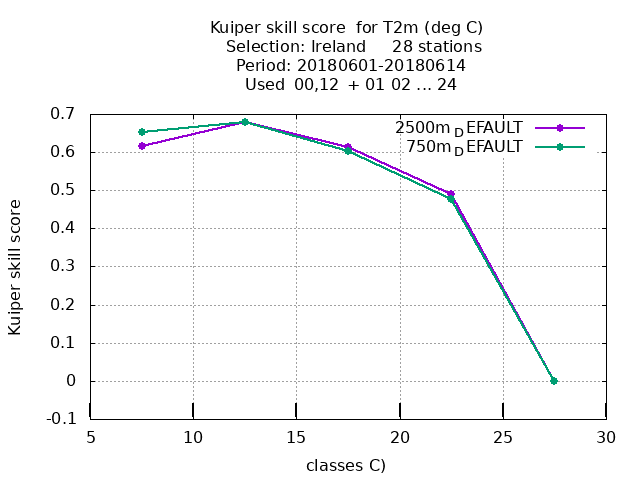 Kuiper skill score  for T2m (deg C)
Selection: Ireland     28 stations
Period: 20180601-20180614
Used  00,12  + 01 02 ... 24
0.7
0.6
0.5
0.4
0.3
0.2
0.1
0
-0.1
Kuiper skill score
2500m_DEFAULT
750m_DEFAULT
5 10 15 20 25 30
classes C)